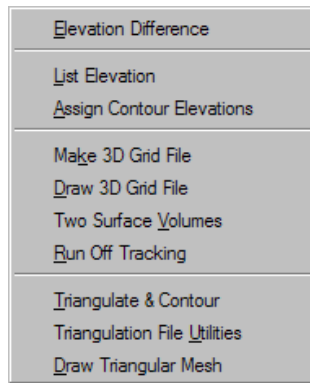 Elevation Difference
List Elevation
Assign Contour Elevations
Make 3D Grid File
Draw 3D Grid File
Two Surface Volumes
Run Off Tracking
Triangulate & Contour
Triangulation File Utilities
Draw Triangular Mesh